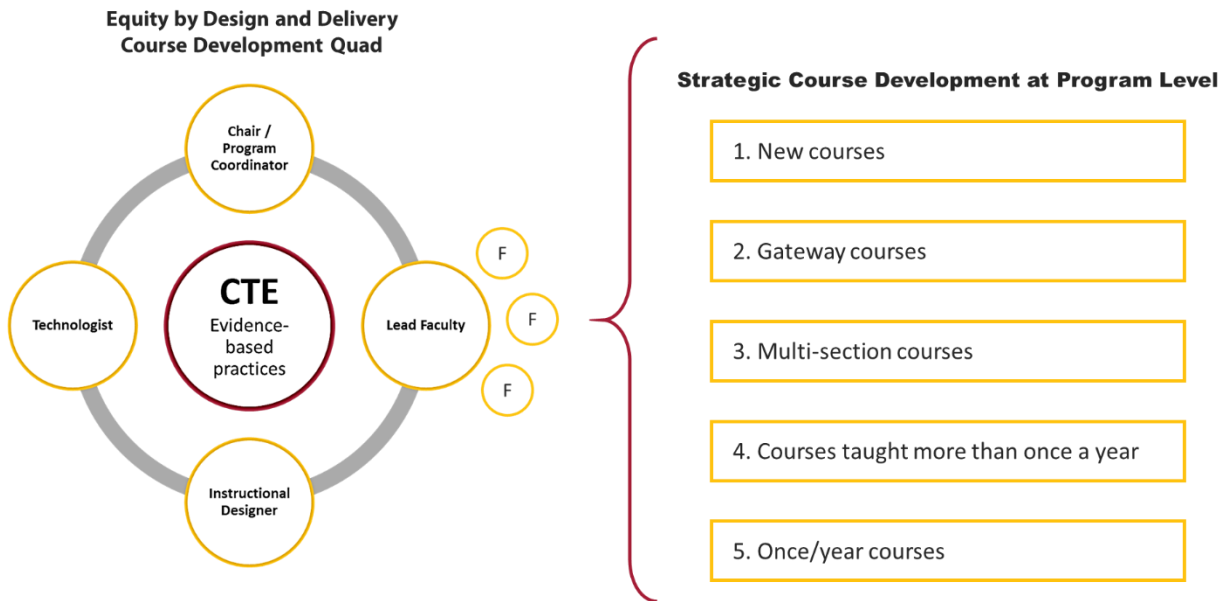 Equity by Design and Delivery
Course Development Quad
Chair /
Program
Coordinator
Technologist
CTE
Evidence-
based
practices
Lead Faculty
F
F
F
Instructional
Designer
Strategic Course Development at Program Level
1. New courses
2. Gateway courses
3. Multi-section courses
4. Courses taught more than once a year
5. Once/year courses